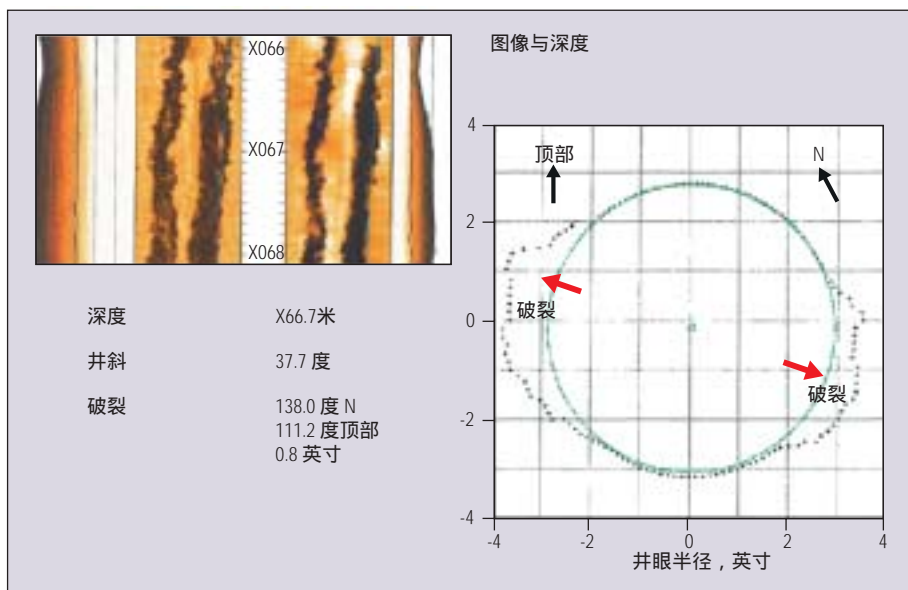 X066
X067
X068
深度 X66.7米
井斜 37.7 度
破裂 138.0 度 N
111.2 度顶部
0.8 英寸
图像与深度
4
顶部
N
2
破裂
0
破裂
-2
-4
-4 -2 0 2 4
井眼半径，英寸